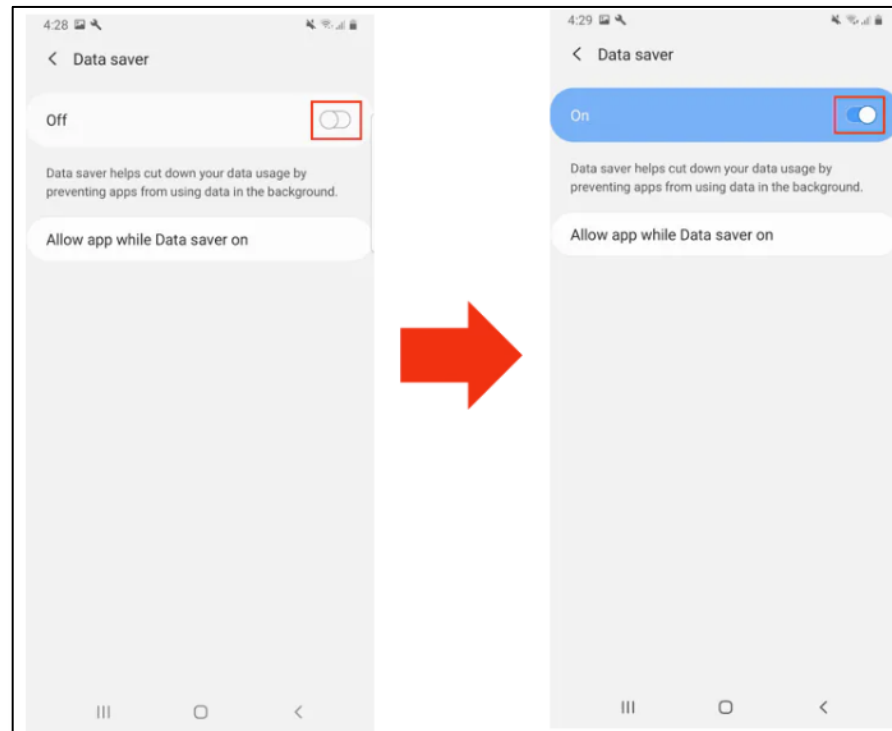 4:28
Data saver
Off
Data saver helps cut down your data usage by
preventing apps from using data in the background.
Allow app while Data saver on
4:29
Data saver
On
Data saver helps cut down your data usage by
preventing apps from using data in the background.
Allow app while Data saver on